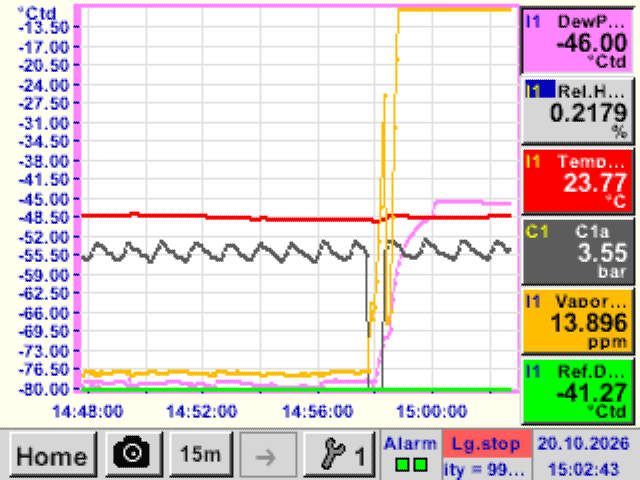 °Ctd
-13.50
-17.00
-20.50
-24.00
-27.50
-31.00
-34.50
-38.00
-41.50
-45.00
-48.50
-52.00
-55.50
-59.00
-62.50
-66.00
-69.50
-73.00
-76.50
-80.00
14:48:00 14:52:00 14:56:00 15:00:00
I1 DewP...
-46.00
°Ctd
I1 Rel.H...
0.2179
%
I1 Temp...
23.77
°C
C1 C1a
3.55
bar
I1 Vapor...
13.896
ppm
I1 Ref.D...
-41.27
°Ctd
Home 15m → 1
Alarm
Lg.stop
ity = 99...
20.10.2026
15:02:43